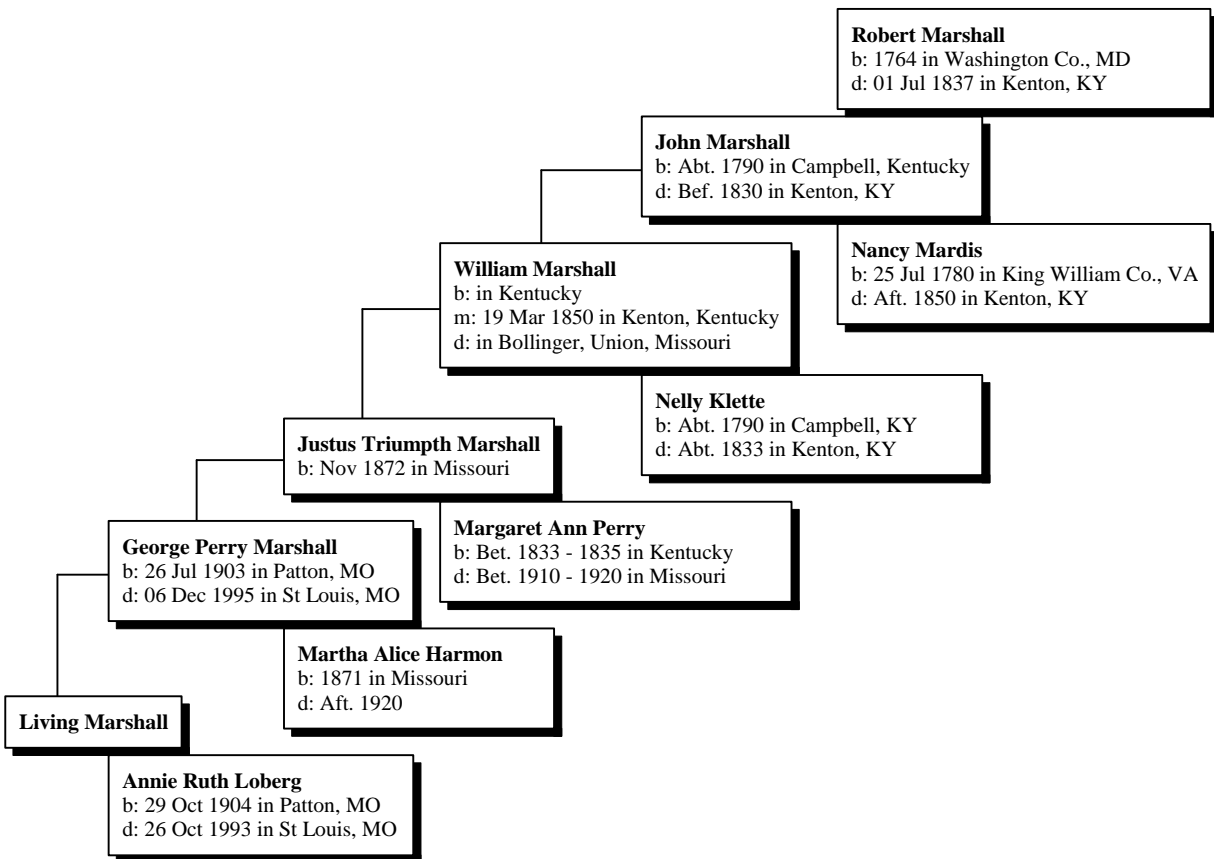 Robert Marshall
b: 1764 in Washington Co., MD
d: 01 Jul 1837 in Kenton, KY
John Marshall
b: Abt. 1790 in Campbell, Kentucky
d: Bef. 1830 in Kenton, KY
Nancy Mardis
b: 25 Jul 1780 in King William Co., VA
d: Aft. 1850 in Kenton, KY
William Marshall
b: in Kentucky
m: 19 Mar 1850 in Kenton, Kentucky
d: in Bollinger, Union, Missouri
Nelly Klette
b: Abt. 1790 in Campbell, KY
d: Abt. 1833 in Kenton, KY
Justus Triumpth Marshall
b: Nov 1872 in Missouri
Margaret Ann Perry
b: Bet. 1833 - 1835 in Kentucky
d: Bet. 1910 - 1920 in Missouri
George Perry Marshall
b: 26 Jul 1903 in Patton, MO
d: 06 Dec 1995 in St Louis, MO
Martha Alice Harmon
b: 1871 in Missouri
d: Aft. 1920
Living Marshall
Annie Ruth Loberg
b: 29 Oct 1904 in Patton, MO
d: 26 Oct 1993 in St Louis, MO